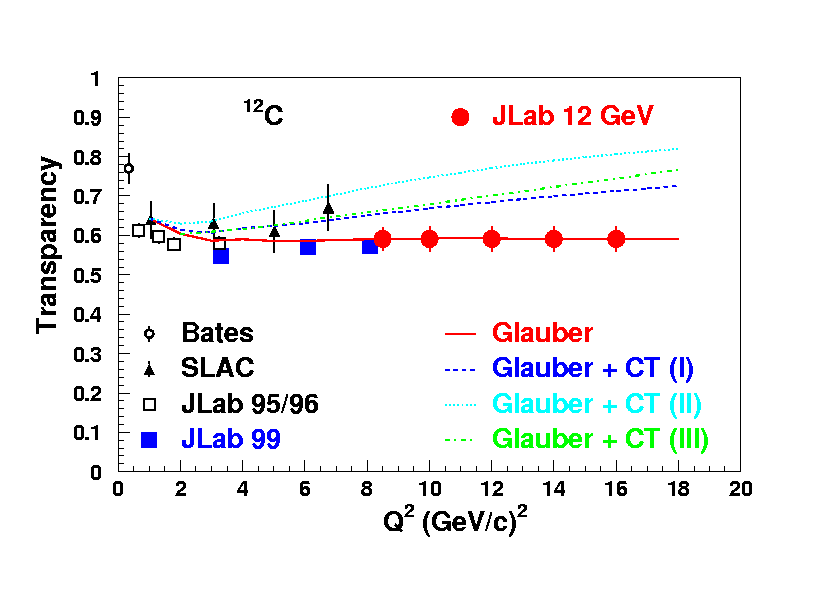 ¹²C
JLab 12 GeV
Transparency
1
0.9
0.8
0.7
0.6
0.5
0.4
0.3
0.2
0.1
0
Bates
SLAC
JLab 95/96
JLab 99
Glauber
Glauber + CT (I)
Glauber + CT (II)
Glauber + CT (III)
0 2 4 6 8 10 12 14 16 18 20
Q² (GeV/c)²